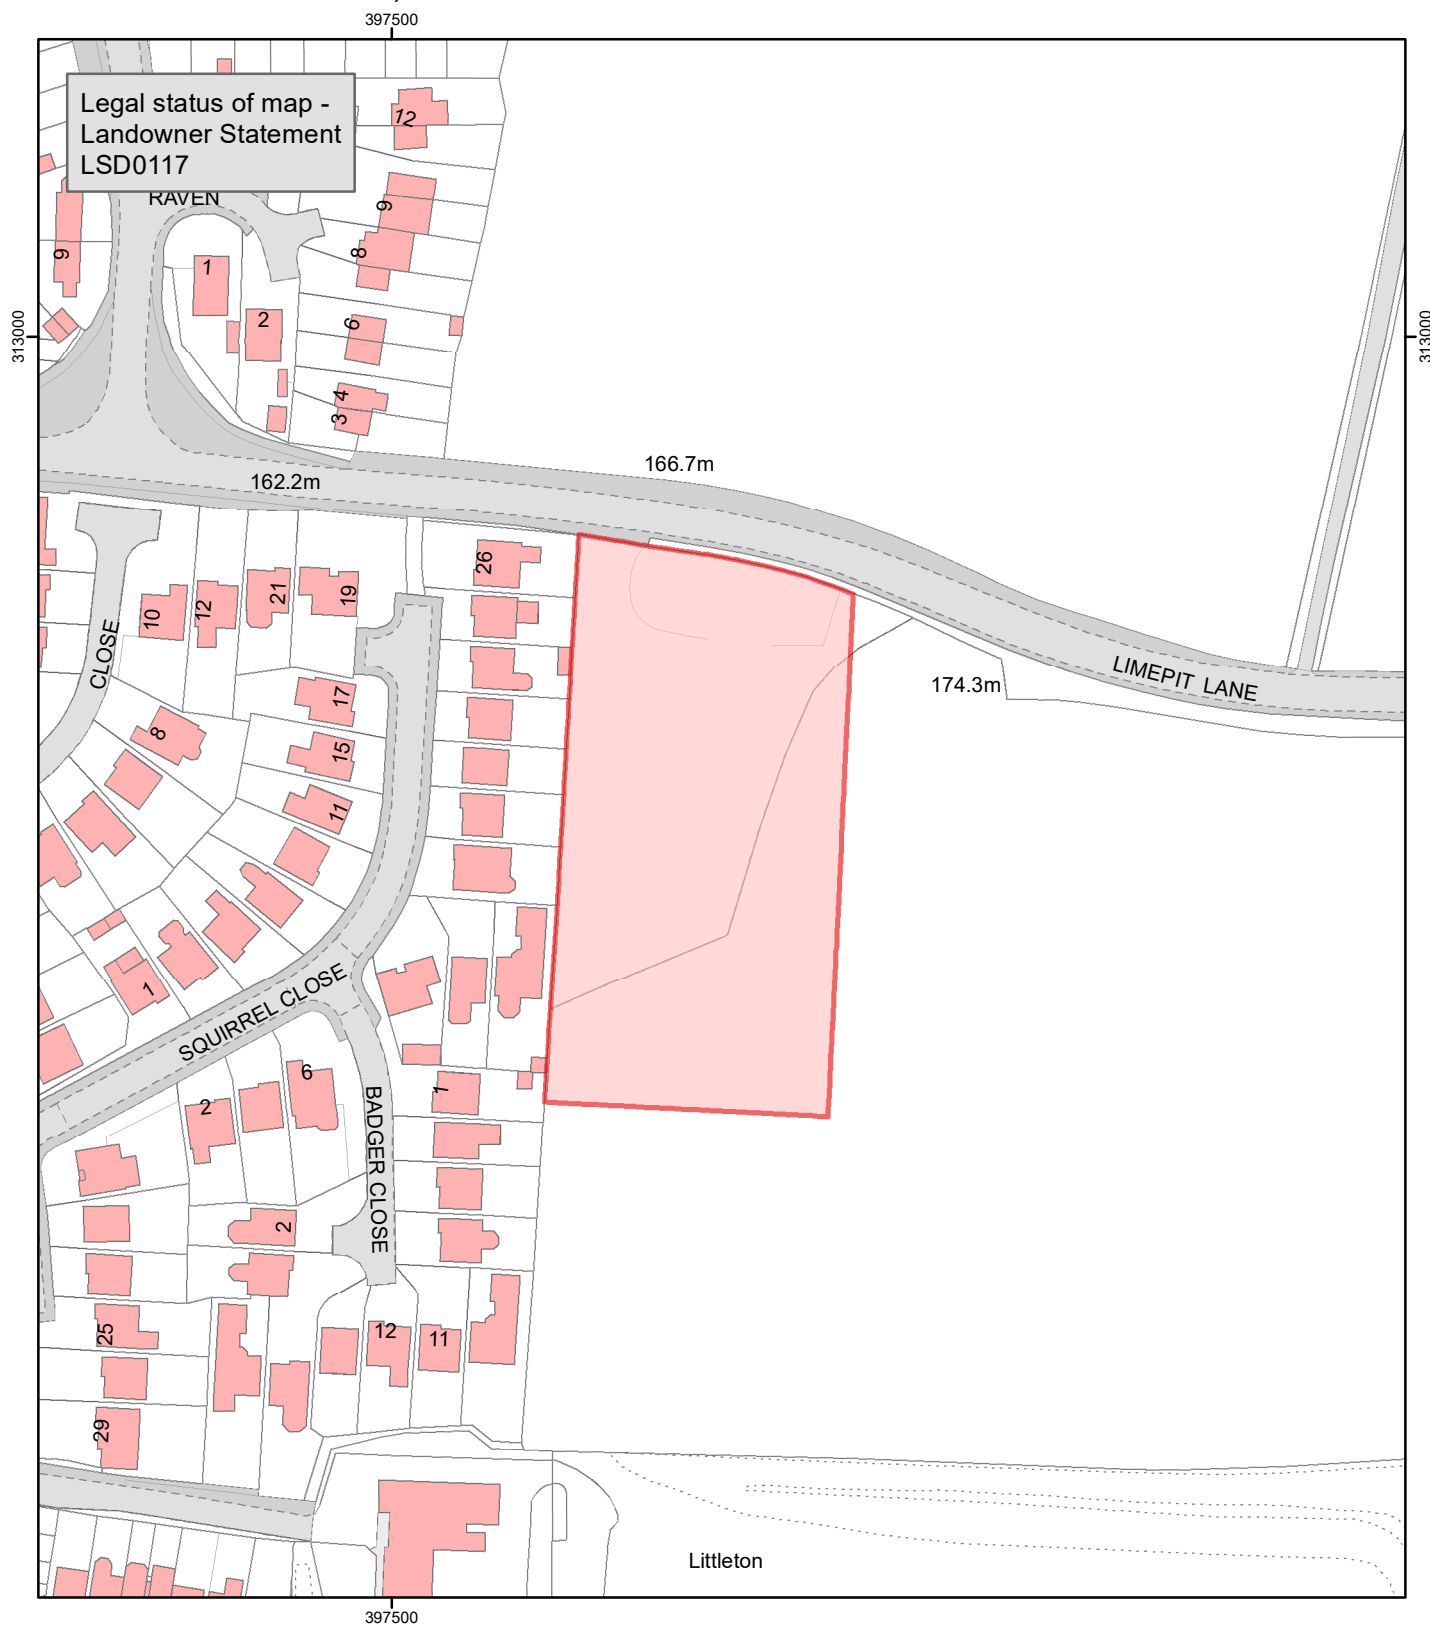 397500
Legal status of map -
Landowner Statement
LSD0117
12
RAVEN
9
9
8
1
2
6
313000
313000
4
3
166.7m
162.2m
26
10
12
21
19
CLOSE
17
LIMEPIT LANE
174.3m
8
15
11
1
SQUIRREL CLOSE
6
2
1
BADGER CLOSE
2
25
12
11
29
Littleton
397500